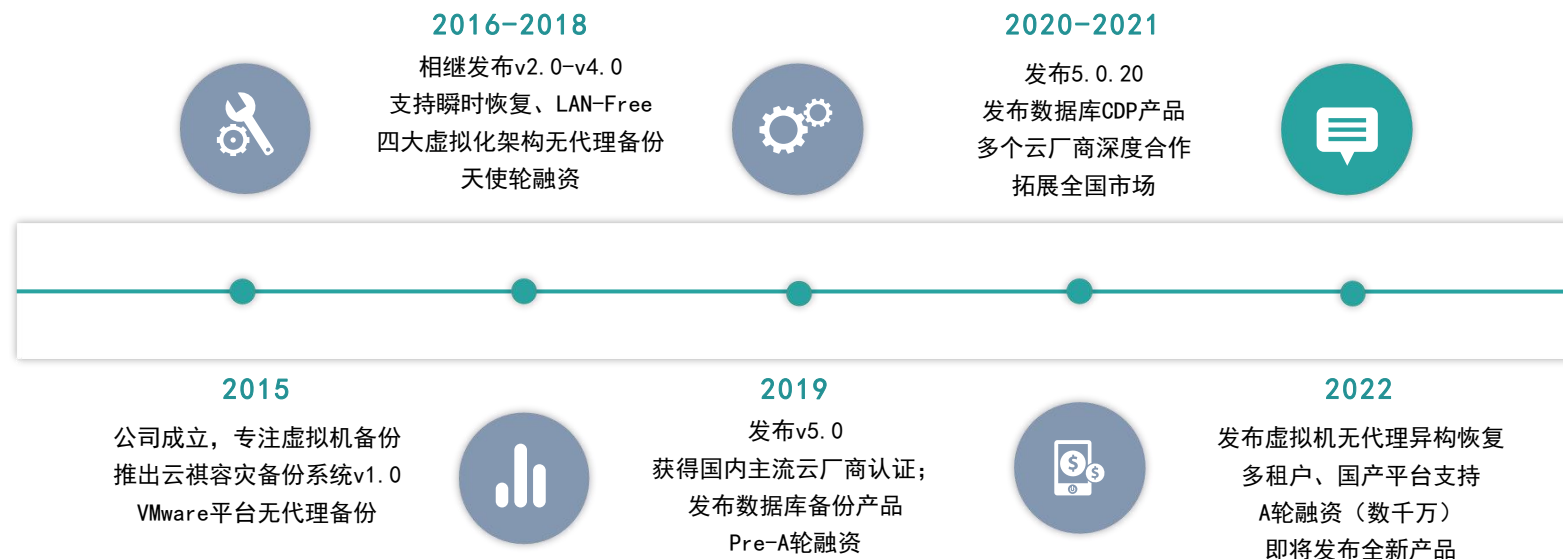 2016-2018
相继发布v2.0-v4.0
支持瞬时恢复、LAN-Free
四大虚拟化架构无代理备份
天使轮融资
2020-2021
发布5.0.20
发布数据库CDP产品
多个云厂商深度合作
拓展全国市场
2015
公司成立，专注虚拟机备份
推出云祺容灾备份系统v1.0
VMware平台无代理备份
2019
发布v5.0
获得国内主流云厂商认证；
发布数据库备份产品
Pre-A轮融资
$
$
2022
发布虚拟机无代理异构恢复
多租户、国产平台支持
A轮融资（数千万）
即将发布全新产品